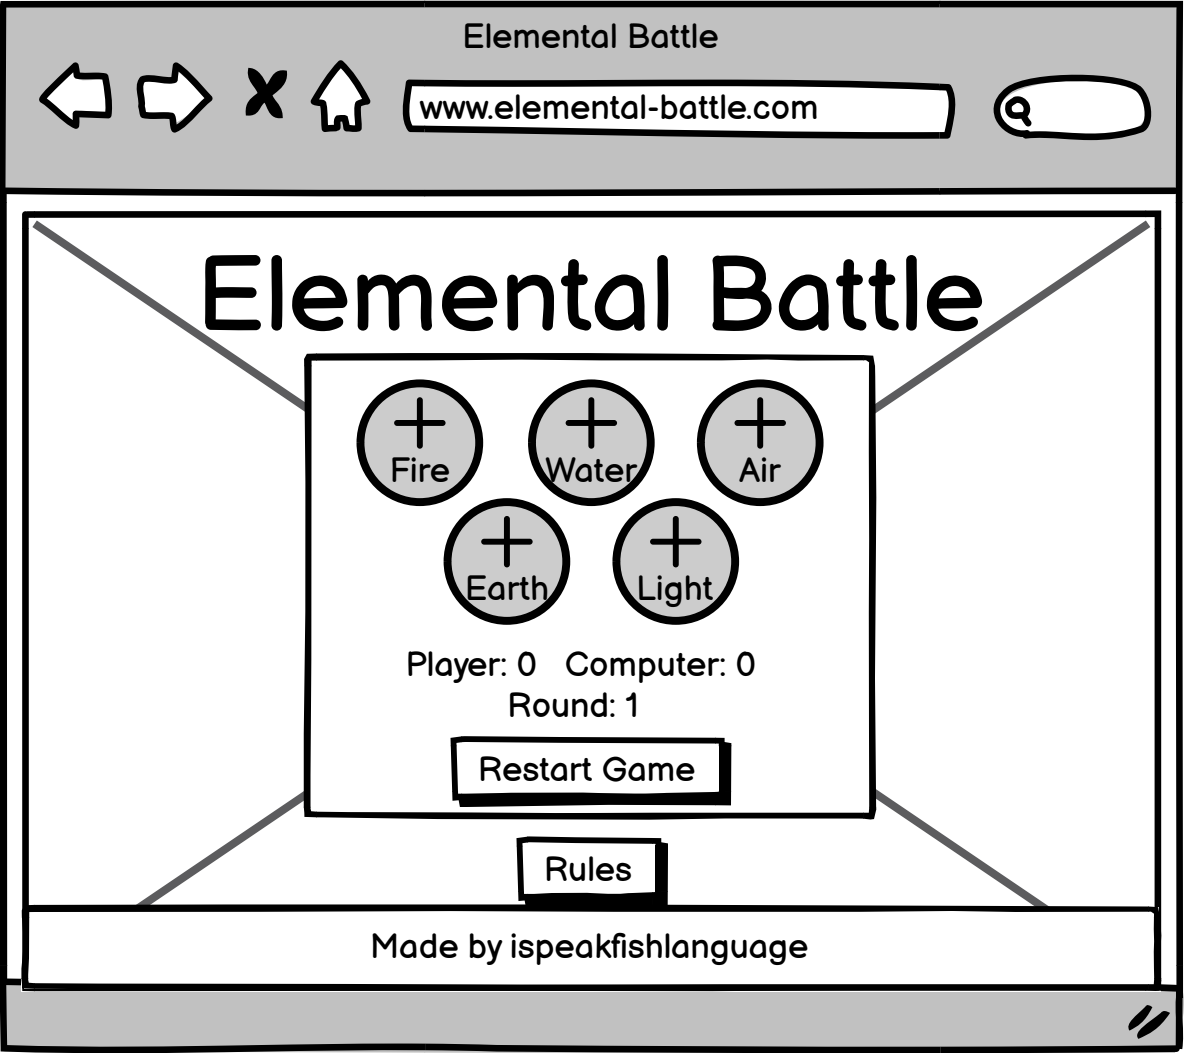 Elemental Battle
www.elemental-battle.com
Elemental Battle
Fire Water Air
Earth Light
Player: 0 Computer: 0
Round: 1
Restart Game
Rules
Made by ispeakfishlanguage